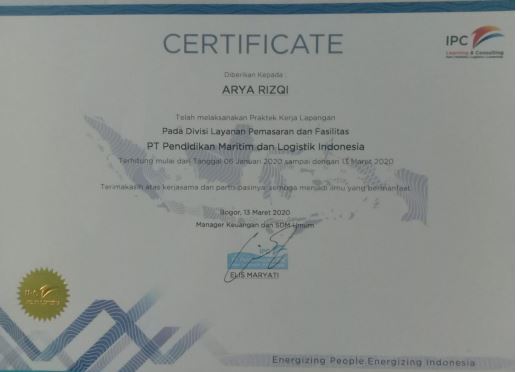 CERTIFICATE
IPC
Learning & Consulting
Diberikan Kepada :
ARYA RIZQI
Telah melaksanakan Praktek Kerja Lapangan
Pada Divisi Layanan Pemasaran dan Fasilitas
PT Pendidikan Maritim dan Logistik Indonesia
Terhitung mulai dari Tanggal 06 Januari 2020 sampai dengan 13 Maret 2020
Terimakasih atas kerjasama dan partisipasinya semoga menjadi ilmu yang bermanfaat
Bogor, 13 Maret 2020
Manager Keuangan dan SDM Umum
IPC
ELIS MARYATI
Energizing People Energizing Indonesia